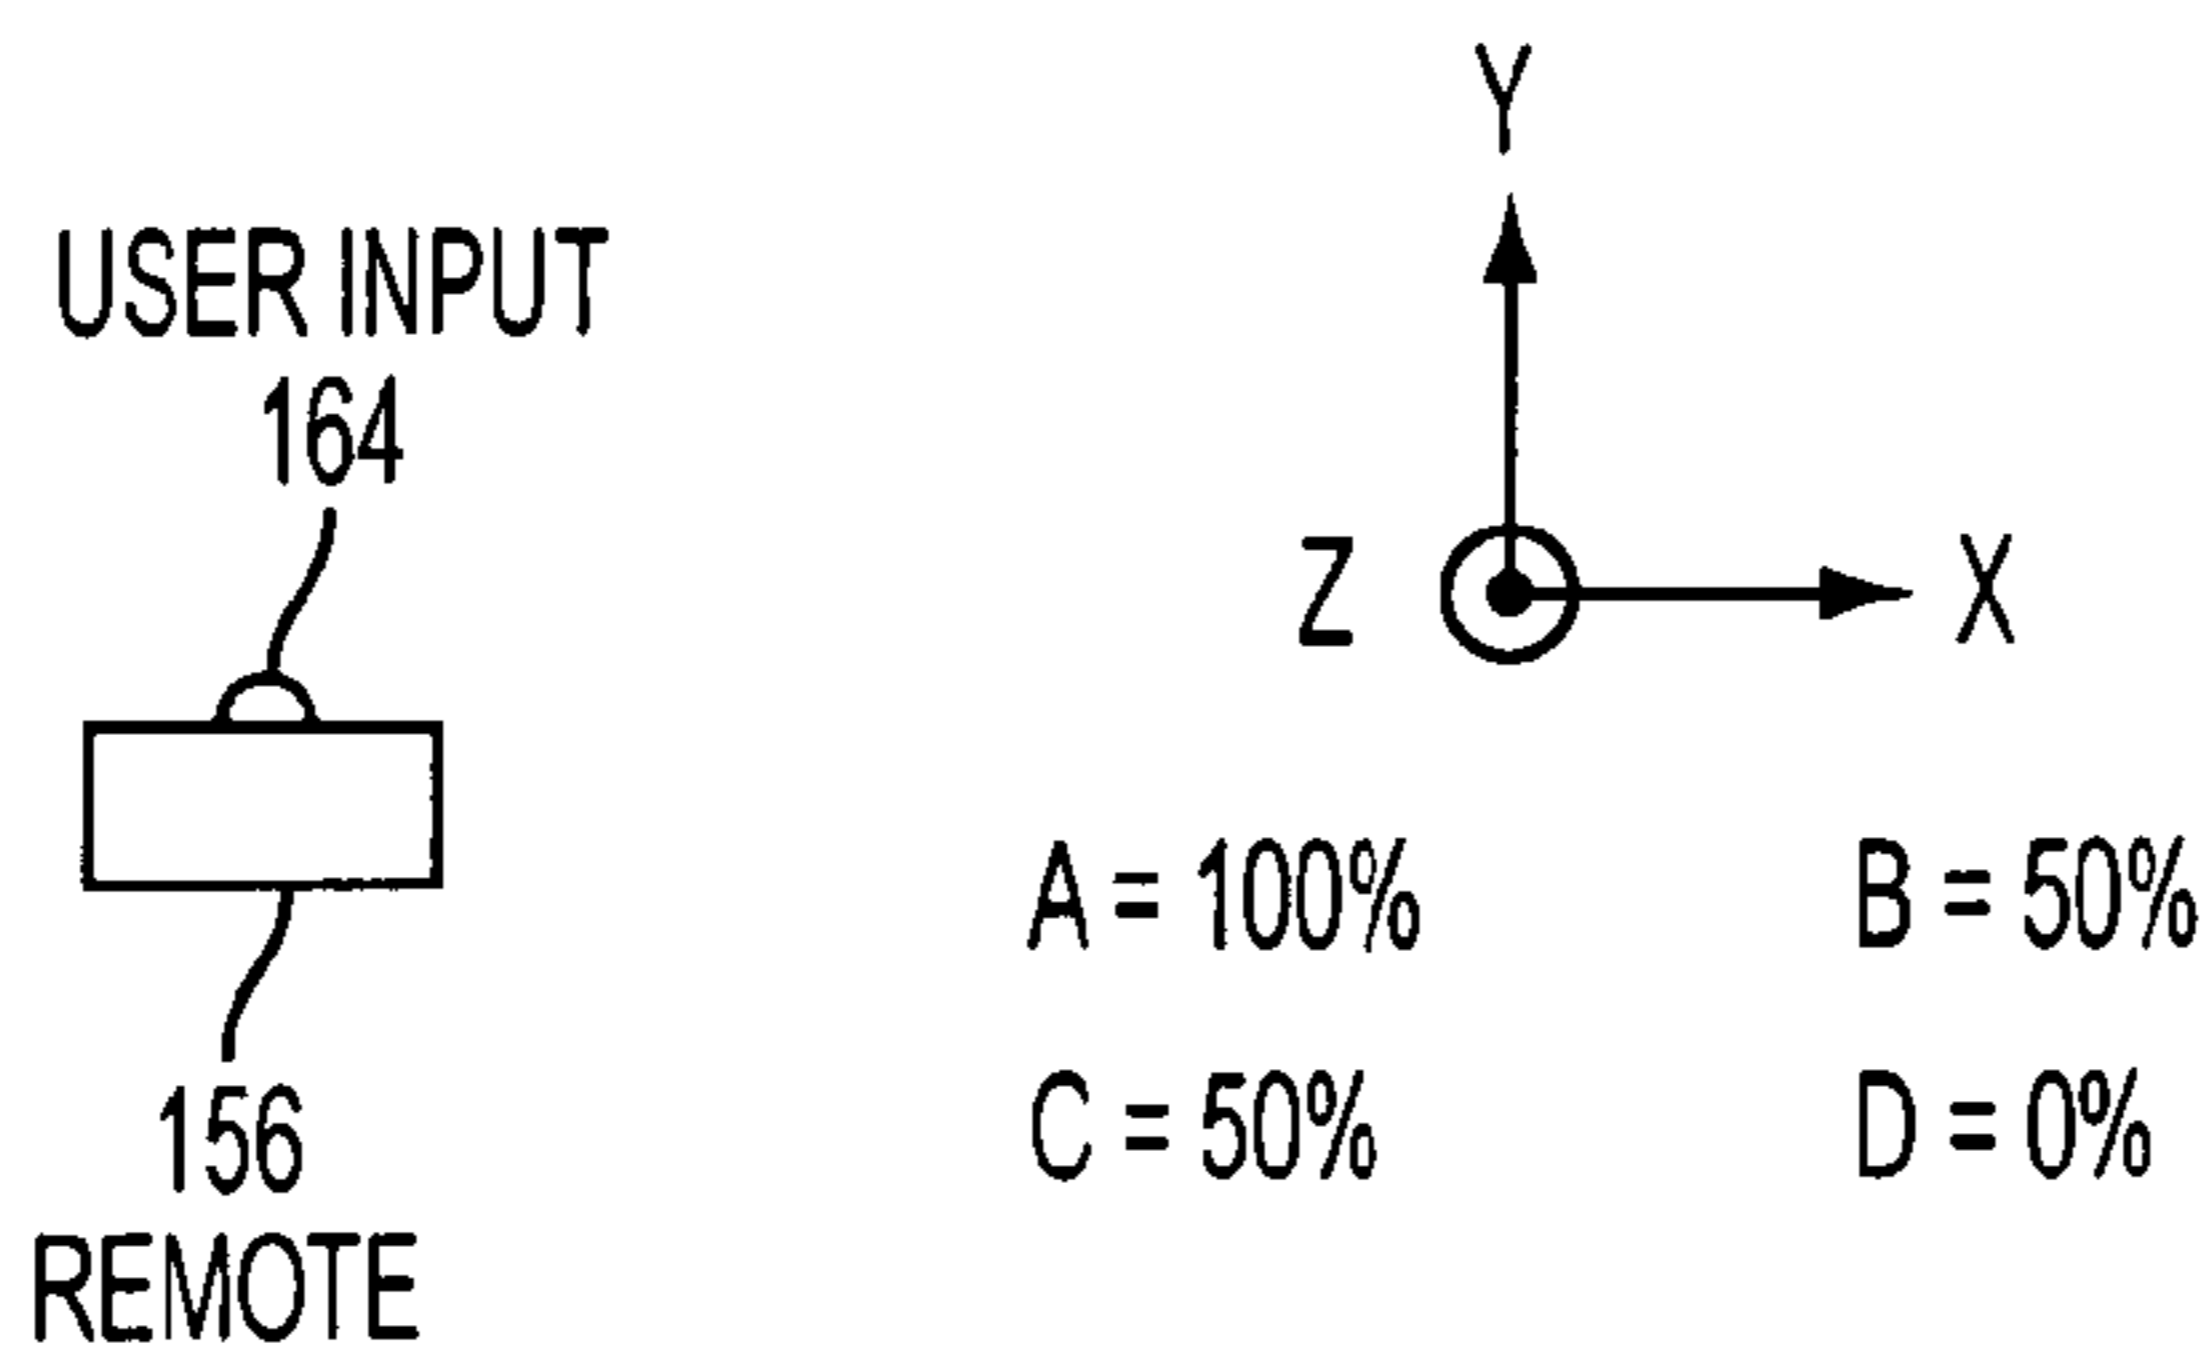 USER INPUT
164
156
REMOTE
Y
Z
X
A = 100%
B = 50%
C = 50%
D = 0%